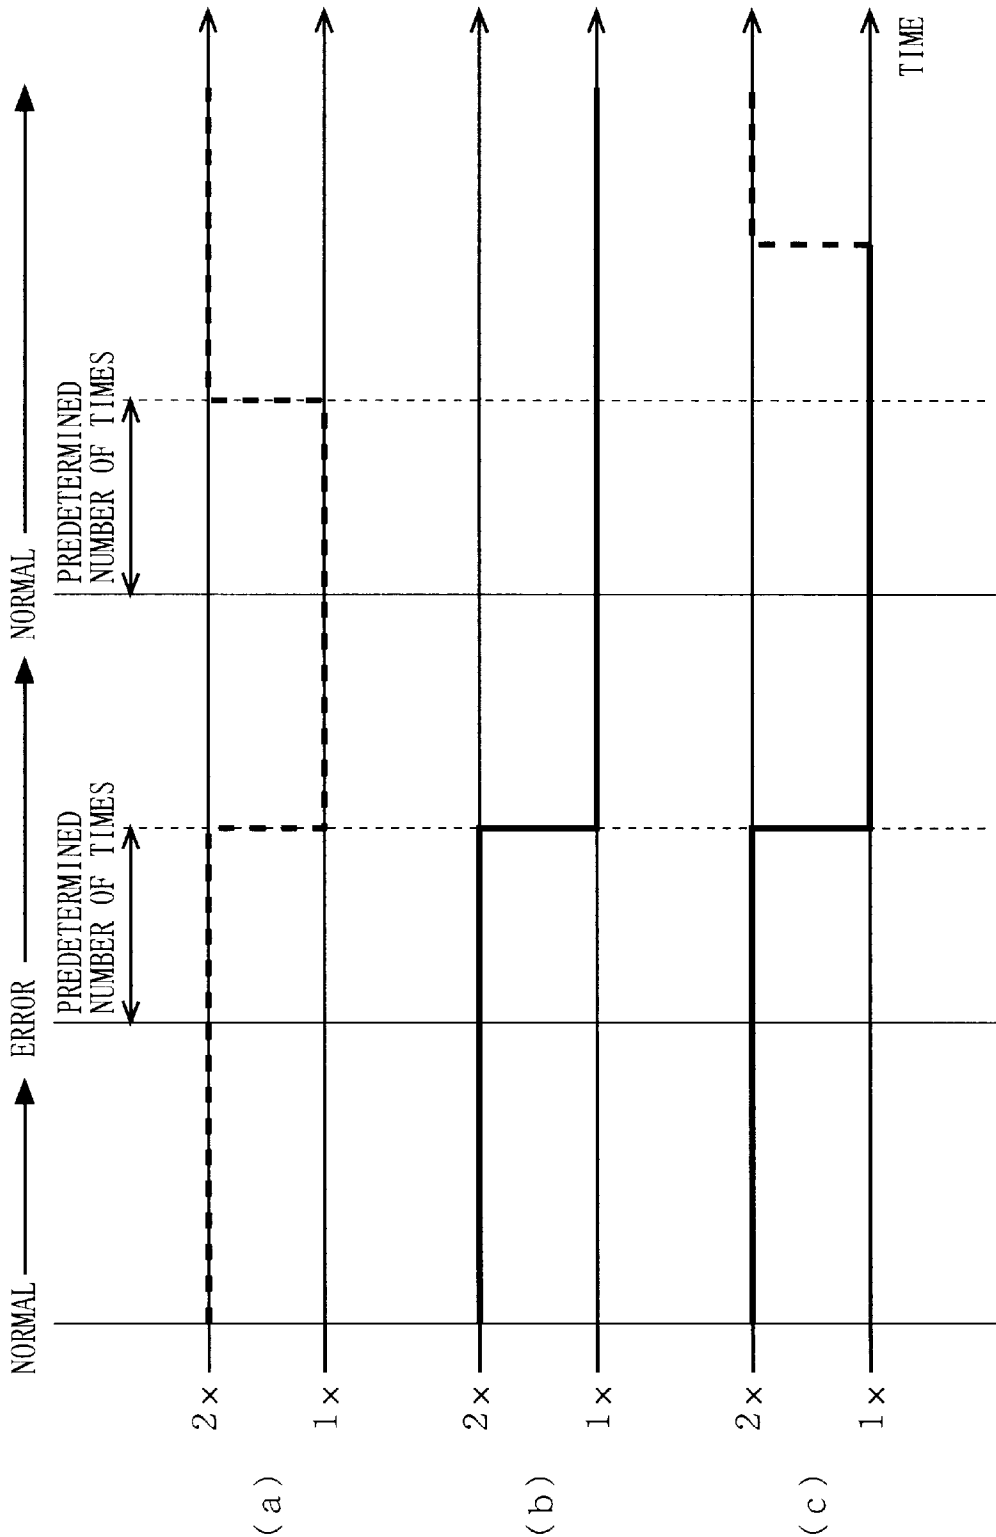 NORMAL
ERROR
NORMAL
PREDETERMINED
NUMBER OF TIMES
PREDETERMINED
NUMBER OF TIMES
2×
(a)
1×
2×
(b)
1×
2×
(c)
1×
TIME